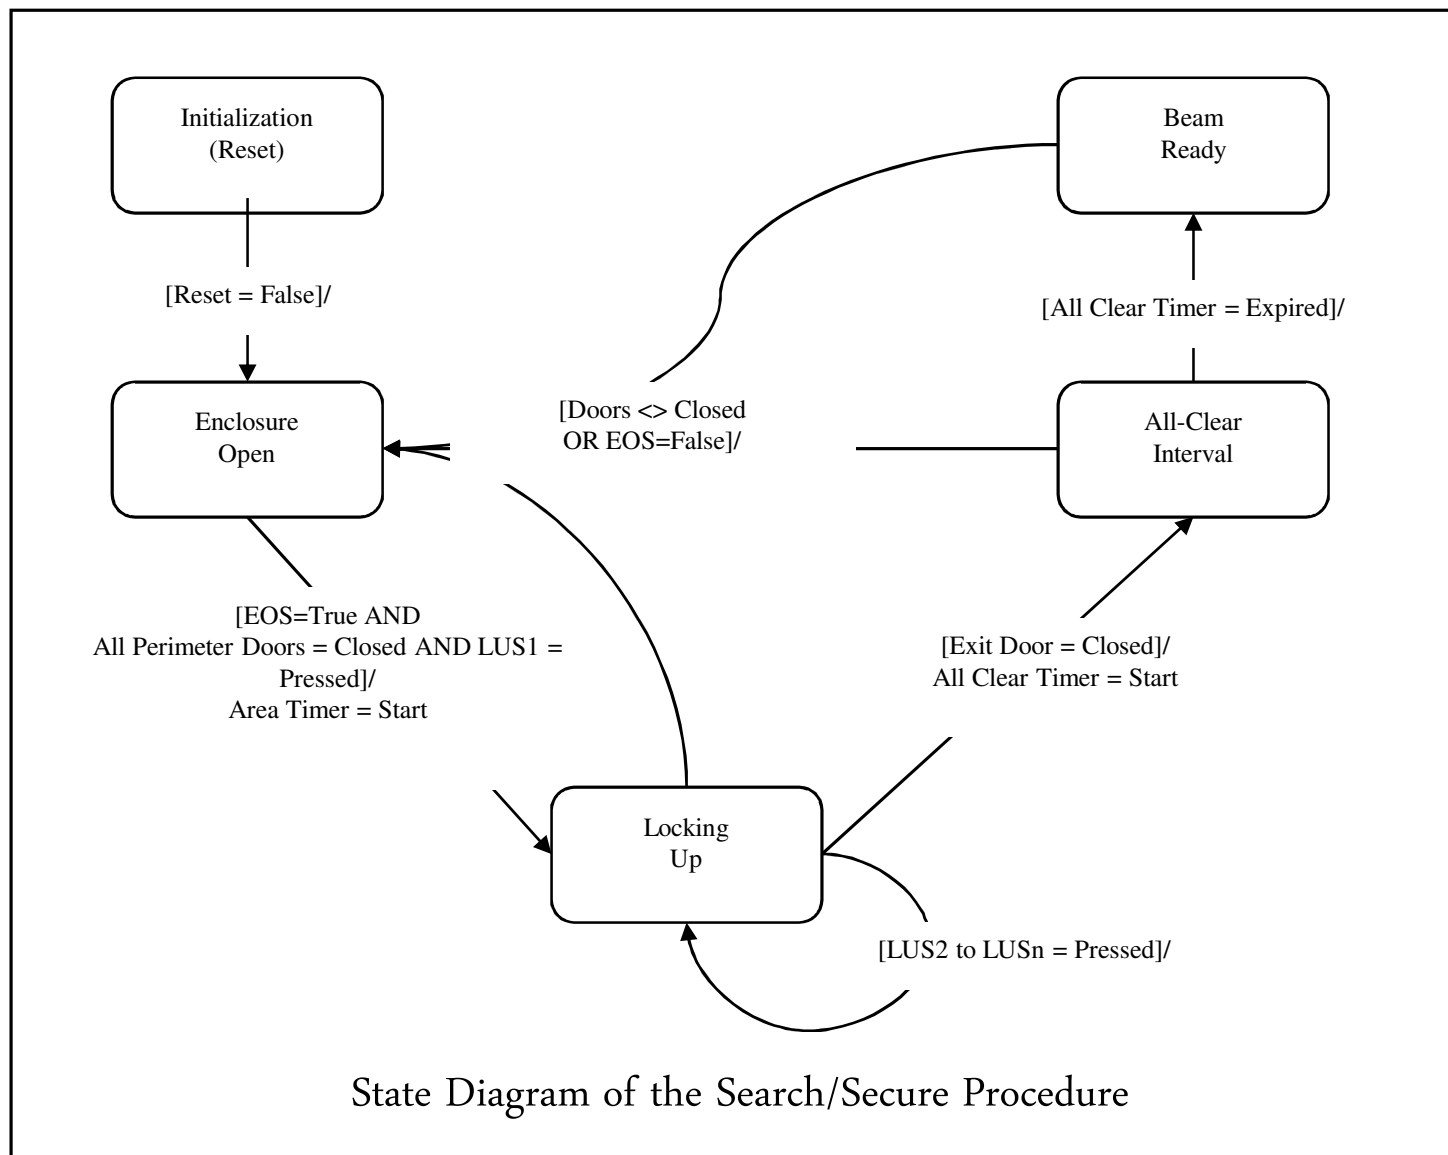 Initialization
(Reset)
Beam
Ready
[Reset = False]/
[All Clear Timer = Expired]/
Enclosure
Open
[Doors <> Closed
OR EOS=False]/
All-Clear
Interval
[EOS=True AND
All Perimeter Doors = Closed AND LUS1 =
Pressed]/
Area Timer = Start
[Exit Door = Closed]/
All Clear Timer = Start
Locking
Up
[LUS2 to LUSn = Pressed]/
State Diagram of the Search/Secure Procedure